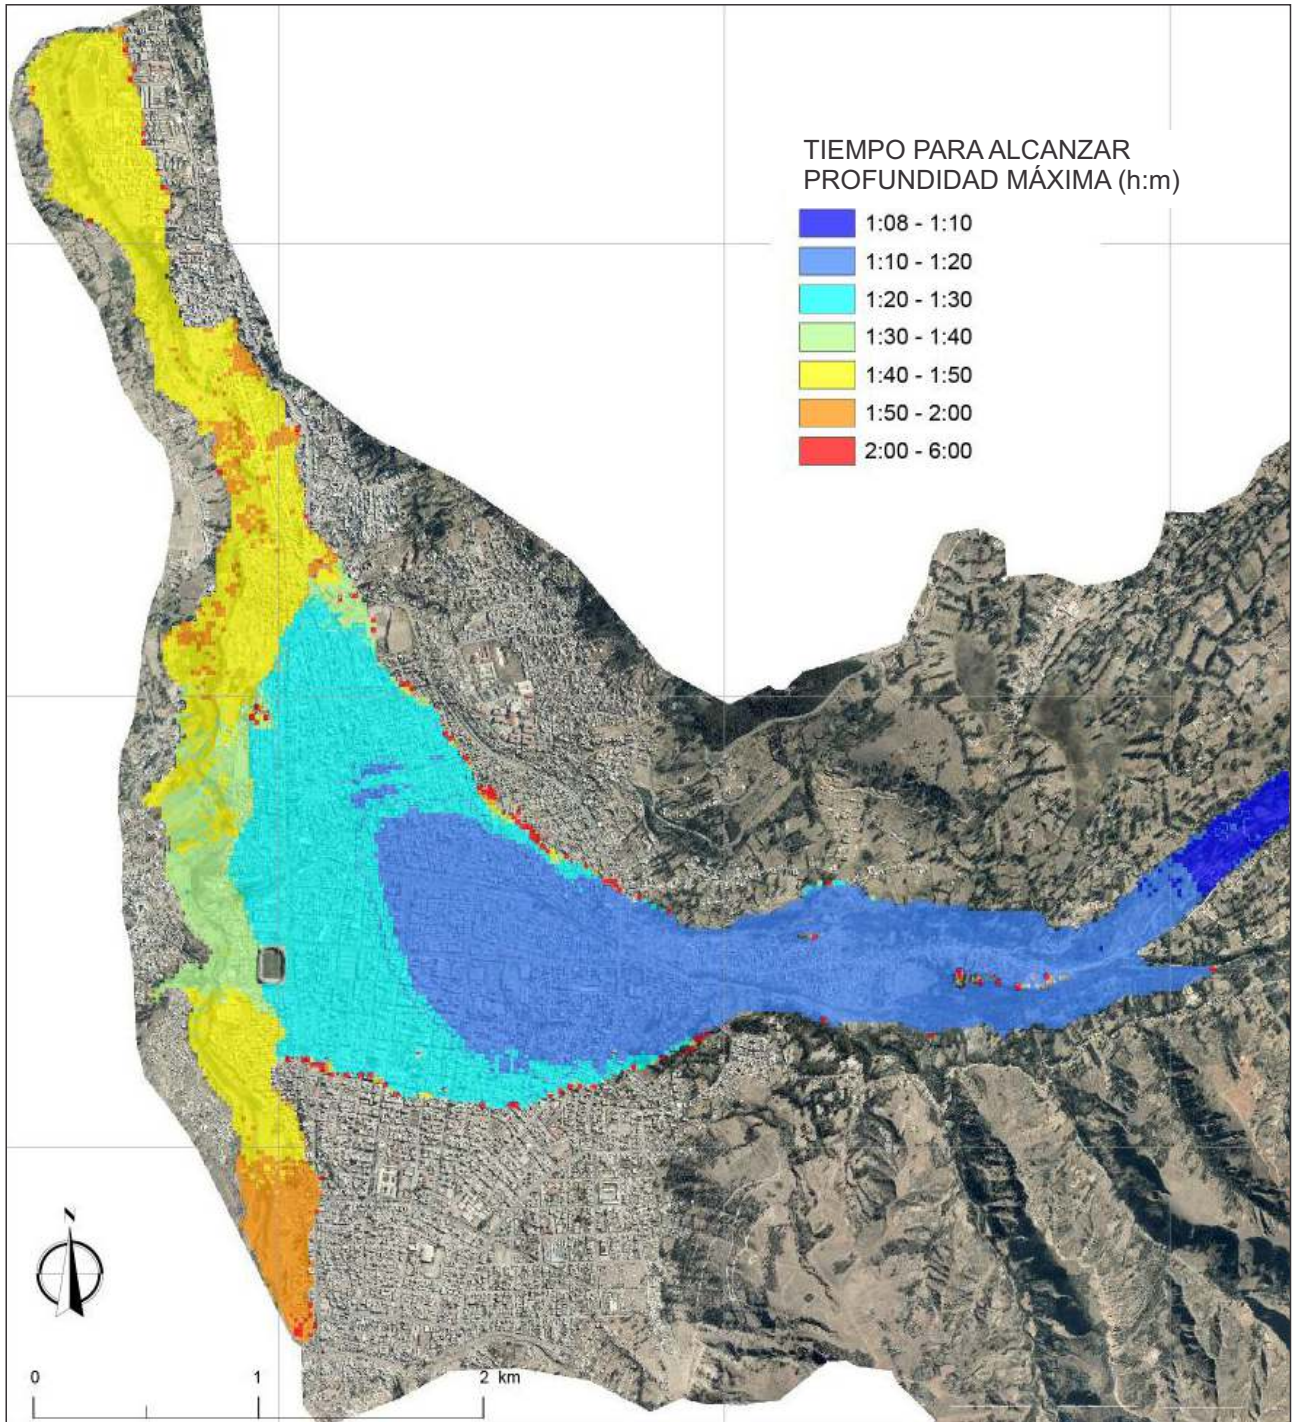 TIEMPO PARA ALCANZAR
PROFUNDIDAD MÁXIMA (h:m)
1:08 - 1:10
1:10 - 1:20
1:20 - 1:30
1:30 - 1:40
1:40 - 1:50
1:50 - 2:00
2:00 - 6:00
N
0 1 2 km